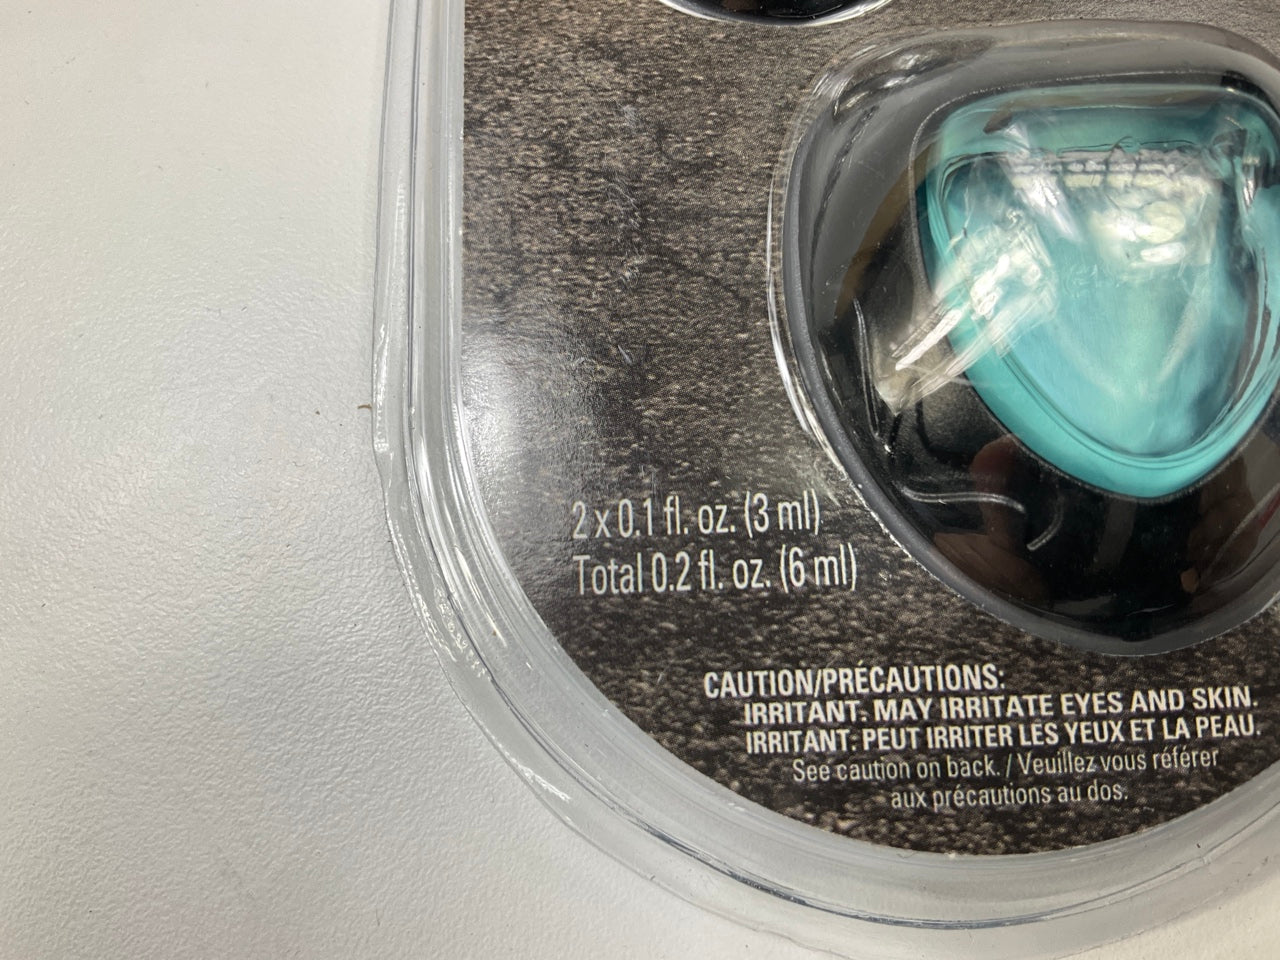 2 x 0.1 fl. oz. (3 ml)
Total 0.2 fl. oz. (6 ml)
CAUTION/PRÉCAUTIONS:
IRRITANT: MAY IRRITATE EYES AND SKIN.
IRRITANT: PEUT IRRITER LES YEUX ET LA PEAU.
See caution on back. / Veuillez vous référer
aux précautions au dos.